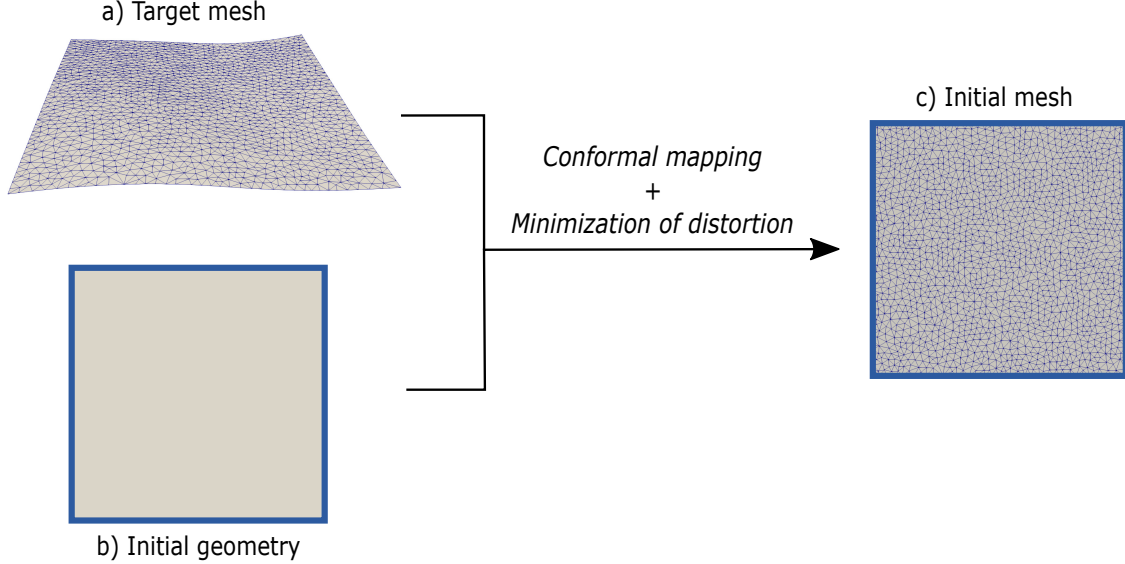 a) Target mesh
c) Initial mesh
Conformal mapping
+
Minimization of distortion
b) Initial geometry